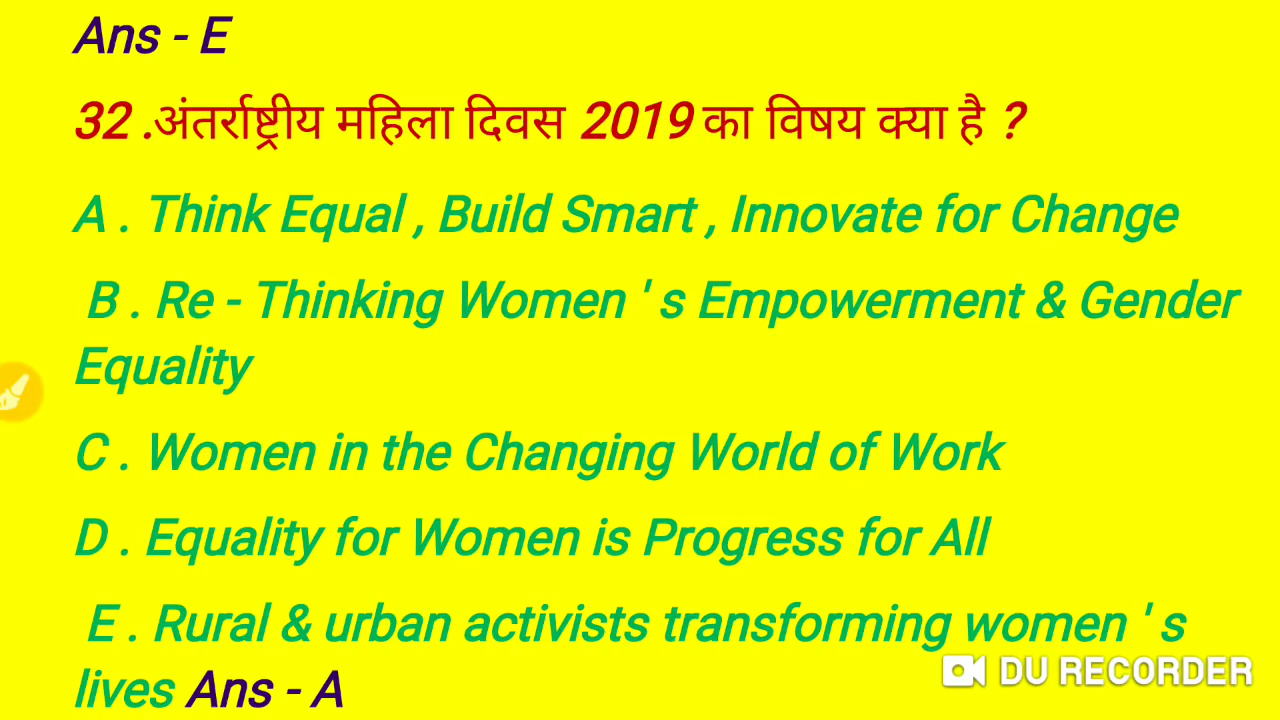 Ans - E
32 .अंतर्राष्ट्रीय महिला दिवस 2019 का विषय क्या है ?
A . Think Equal , Build Smart , Innovate for Change
B . Re - Thinking Women ' s Empowerment & Gender
Equality
C . Women in the Changing World of Work
D . Equality for Women is Progress for All
E . Rural & urban activists transforming women ' s
lives Ans - A
DU RECORDER